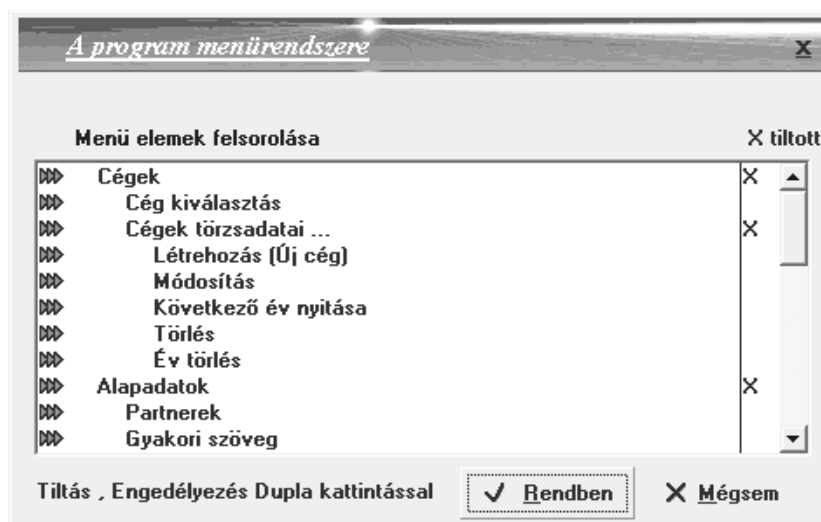 A program menürendszere X
Menü elemek felsorolása X tiltott
Cégek X
Cég kiválasztás
Cégek törzsadatai ... X
Létrehozás (Új cég)
Módosítás
Következő év nyitása
Törlés
Év törlés
Alapadatok X
Partnerek
Gyakori szöveg
Tiltás , Engedélyezés Dupla kattintással Rendben Mégsem